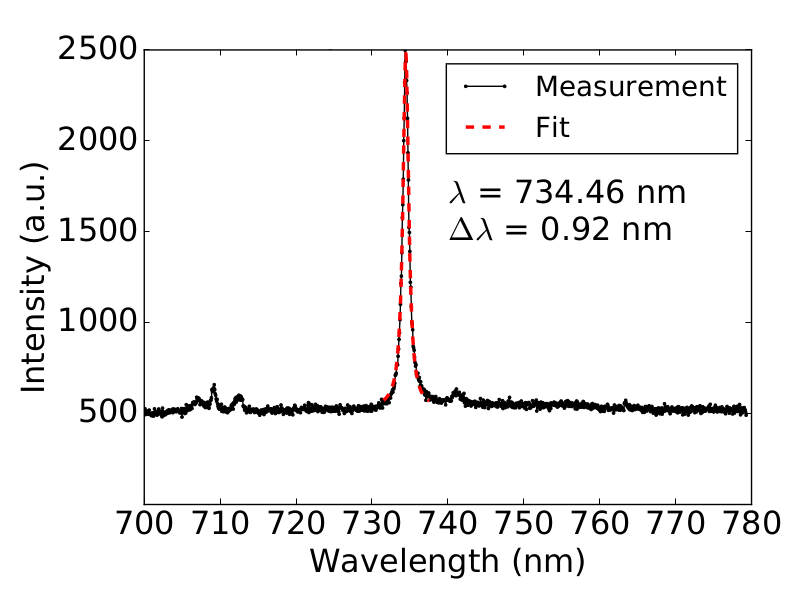 2500
2000
1500
1000
500
Intensity (a.u.)
Measurement
Fit
λ = 734.46 nm
Δλ = 0.92 nm
700 710 720 730 740 750 760 770 780
Wavelength (nm)